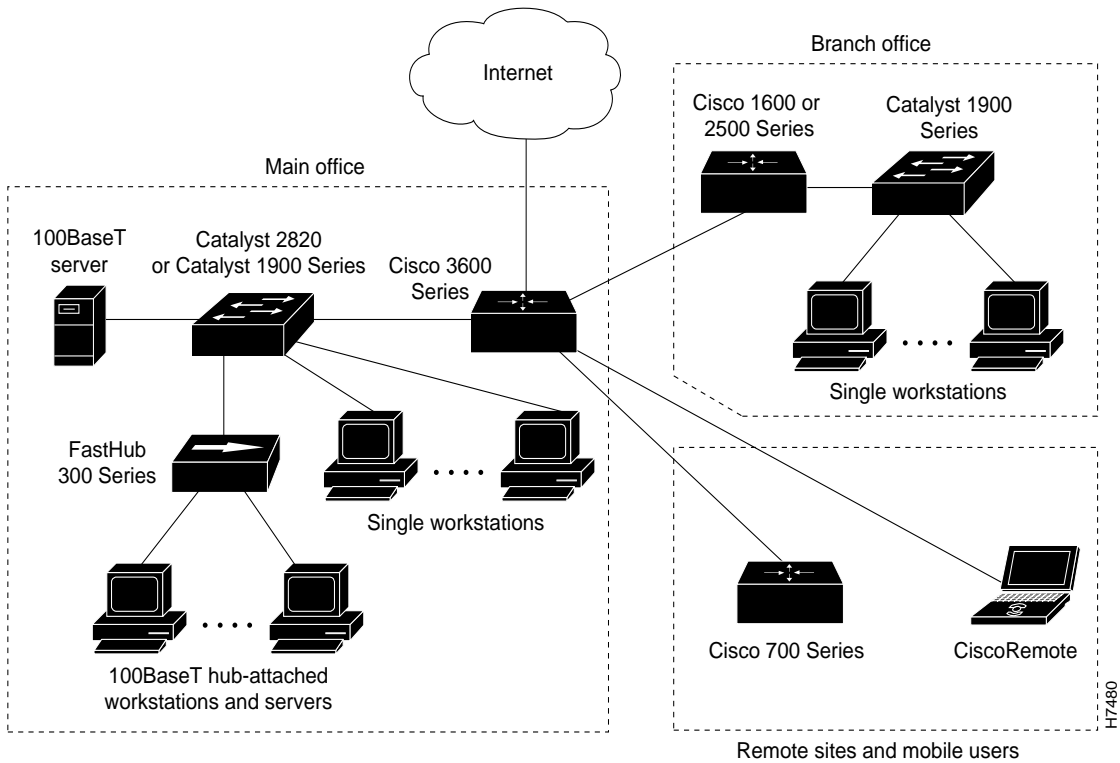 Internet
Branch office
Cisco 1600 or
2500 Series
Catalyst 1900
Series
Single workstations
Main office
100BaseT
server
Catalyst 2820
or Catalyst 1900 Series
Cisco 3600
Series
FastHub
300 Series
Single workstations
100BaseT hub-attached
workstations and servers
Cisco 700 Series
CiscoRemote
Remote sites and mobile users
H7480